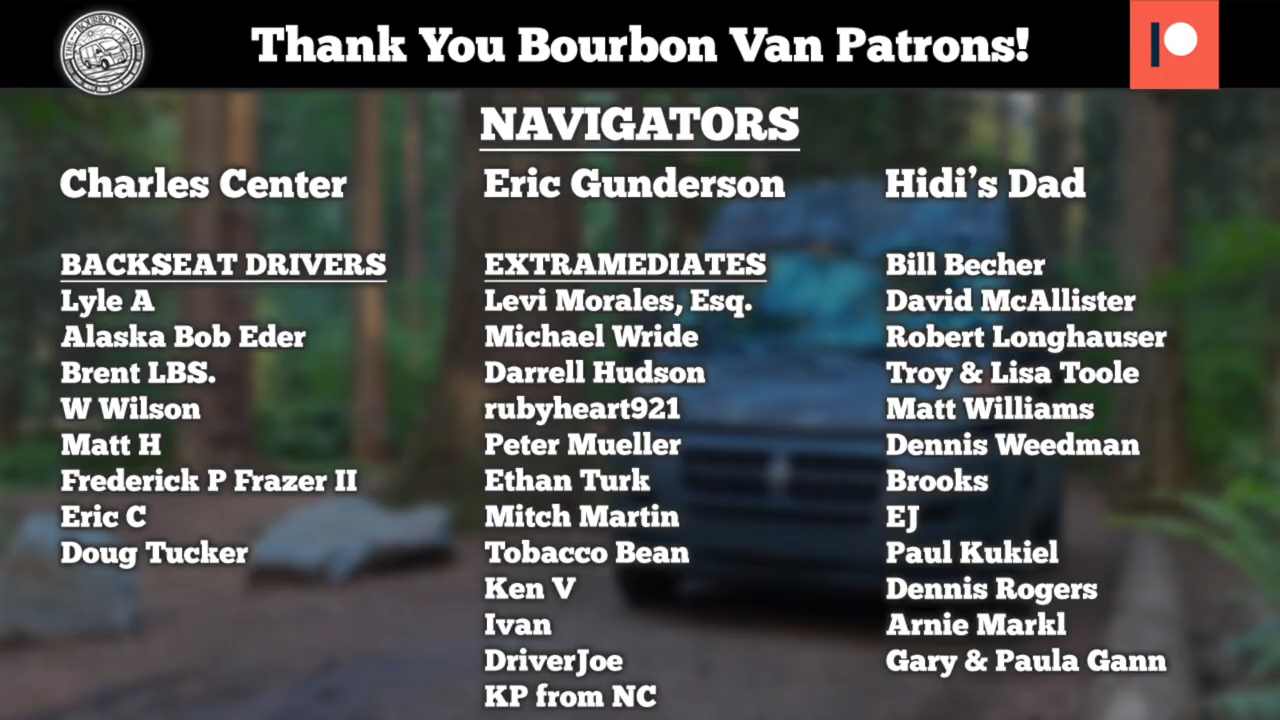 THE BOURBON VAN
Thank You Bourbon Van Patrons!
NAVIGATORS
Charles Center
Eric Gunderson
Hidi's Dad
BACKSEAT DRIVERS
Lyle A
Alaska Bob Eder
Brent LBS.
W Wilson
Matt H
Frederick P Frazer II
Eric C
Doug Tucker
EXTRAMEDIATES
Levi Morales, Esq.
Michael Wride
Darrell Hudson
rubyheart921
Peter Mueller
Ethan Turk
Mitch Martin
Tobacco Bean
Ken V
Ivan
DriverJoe
KP from NC
Bill Becher
David McAllister
Robert Longhauser
Troy & Lisa Toole
Matt Williams
Dennis Weedman
Brooks
EJ
Paul Kukiel
Dennis Rogers
Arnie Markl
Gary & Paula Gann